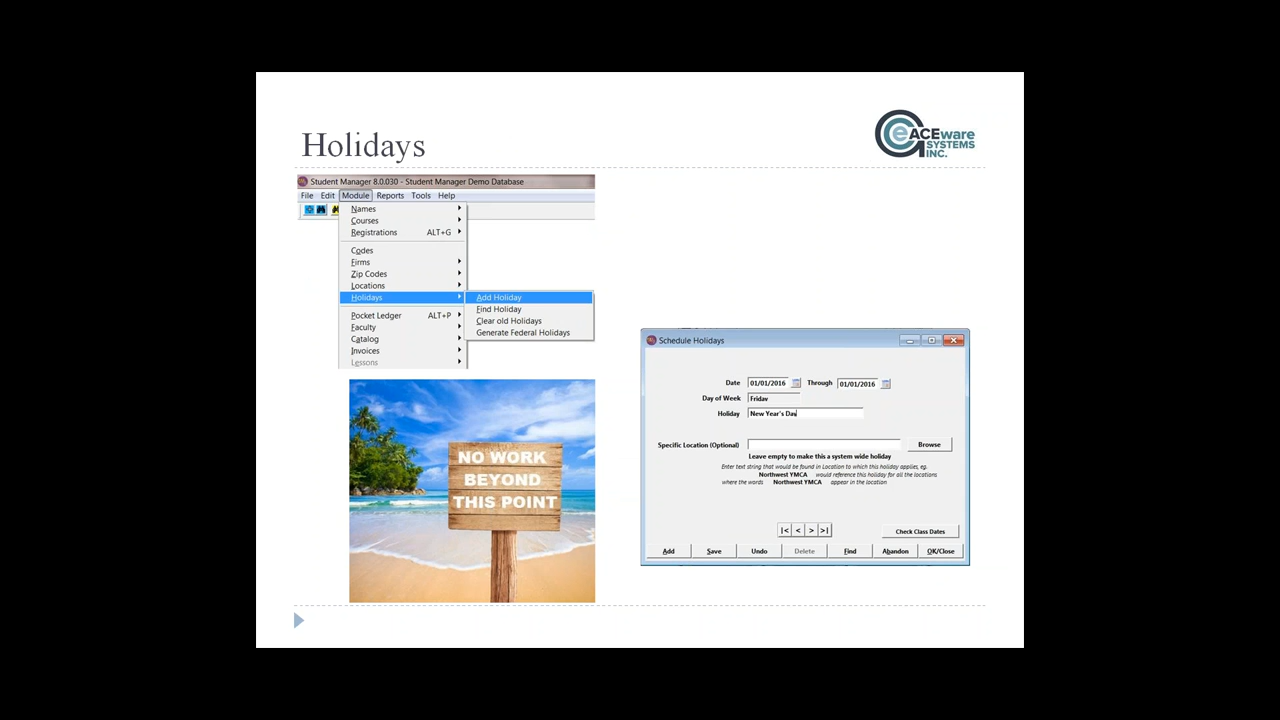 Holidays
eACEware
SYSTEMS
INC.
Student Manager 8.0.030 - Student Manager Demo Database
File Edit Module Reports Tools Help
Names
Courses
Registrations ALT+G
Codes
Firms
Zip Codes
Locations
Holidays
Add Holiday
Find Holiday
Clear old Holidays
Generate Federal Holidays
Pocket Ledger ALT+P
Faculty
Catalog
Invoices
Lessons
NO WORK
BEYOND
THIS POINT
Schedule Holidays
Date 01/01/2016 Through 01/01/2016
Day of Week Friday
Holiday New Year's Day
Specific Location (Optional) Browse
Leave empty to make this a system wide holiday
Enter text string that would be found in Location to which this holiday applies, eg.
Northwest YMCA would reference this holiday for all the locations
where the words Northwest YMCA appear in the location
|< < > >| Check Class Dates
Add Save Undo Delete Find Abandon OK/Close